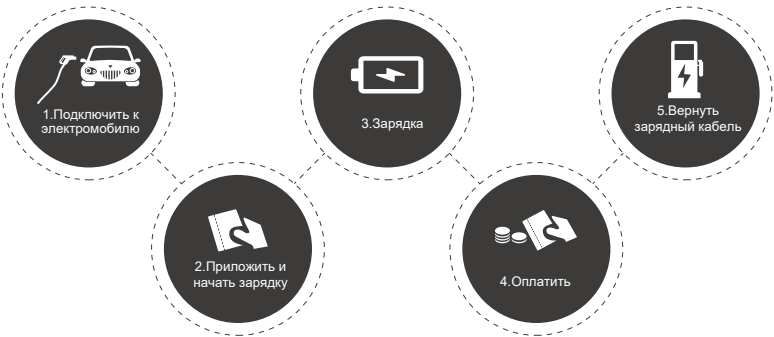 1.Подключить к
электромобилю
2.Приложить и
начать зарядку
3.Зарядка
4.Оплатить
5.Вернуть
зарядный кабель